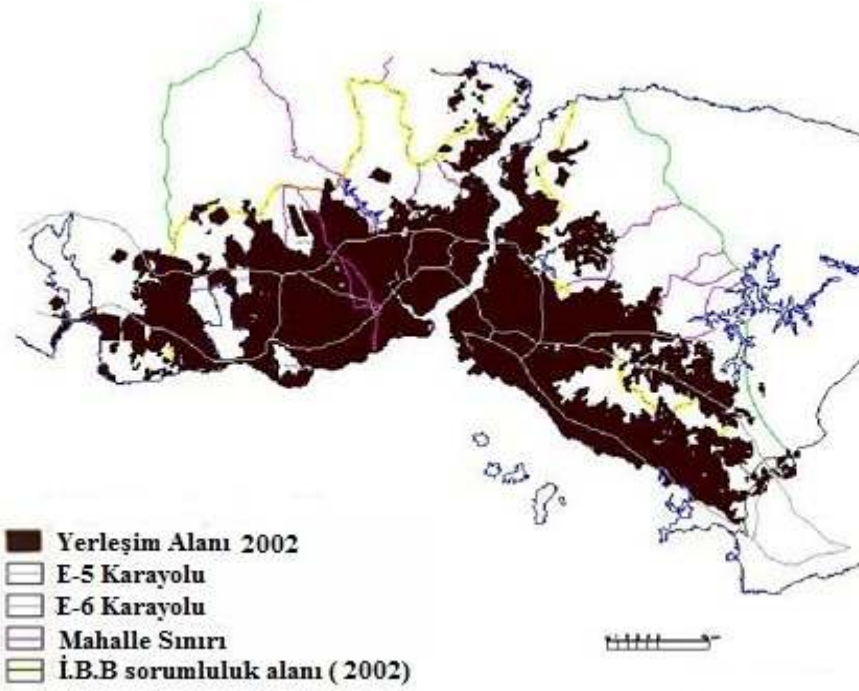 Yerleşim Alanı 2002
E-5 Karayolu
E-6 Karayolu
Mahalle Sınırı
İ.B.B sorumluluk alanı ( 2002)